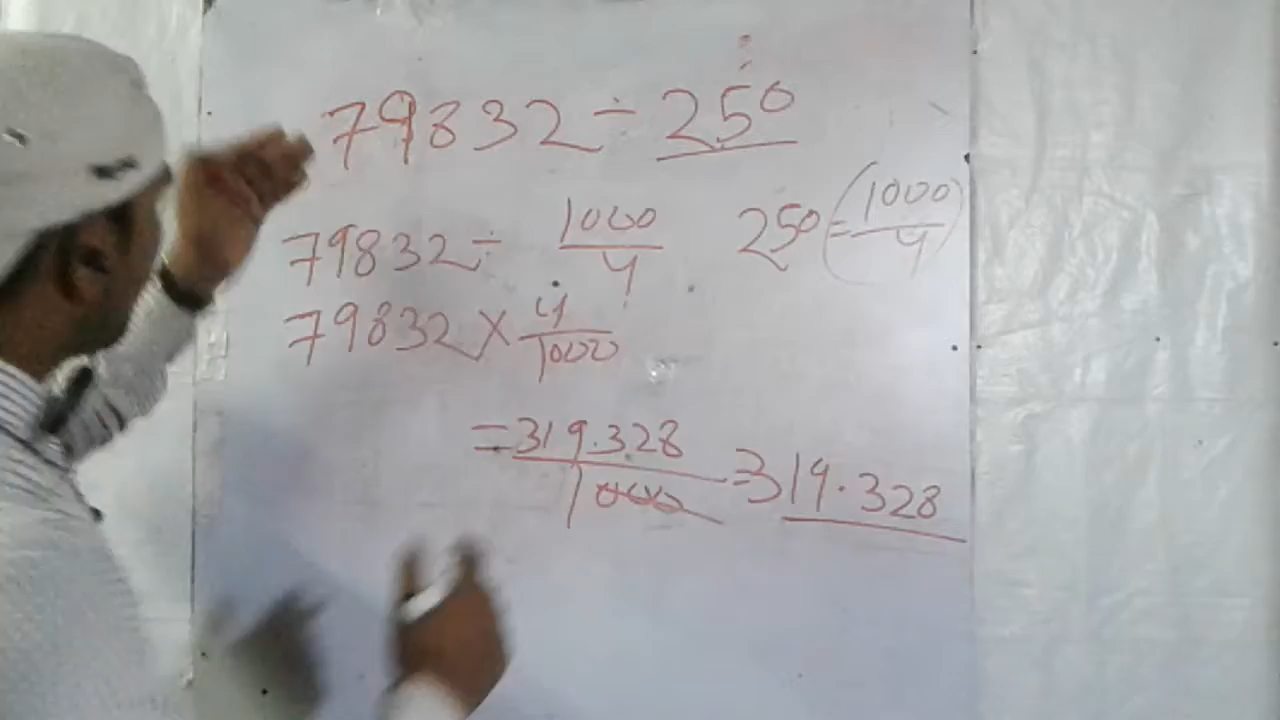 79832 ÷ 250
79832 ÷ 1000/4 250 = (1000/4)
79832 × 4/1000
= 319.328/1000 = 319.328